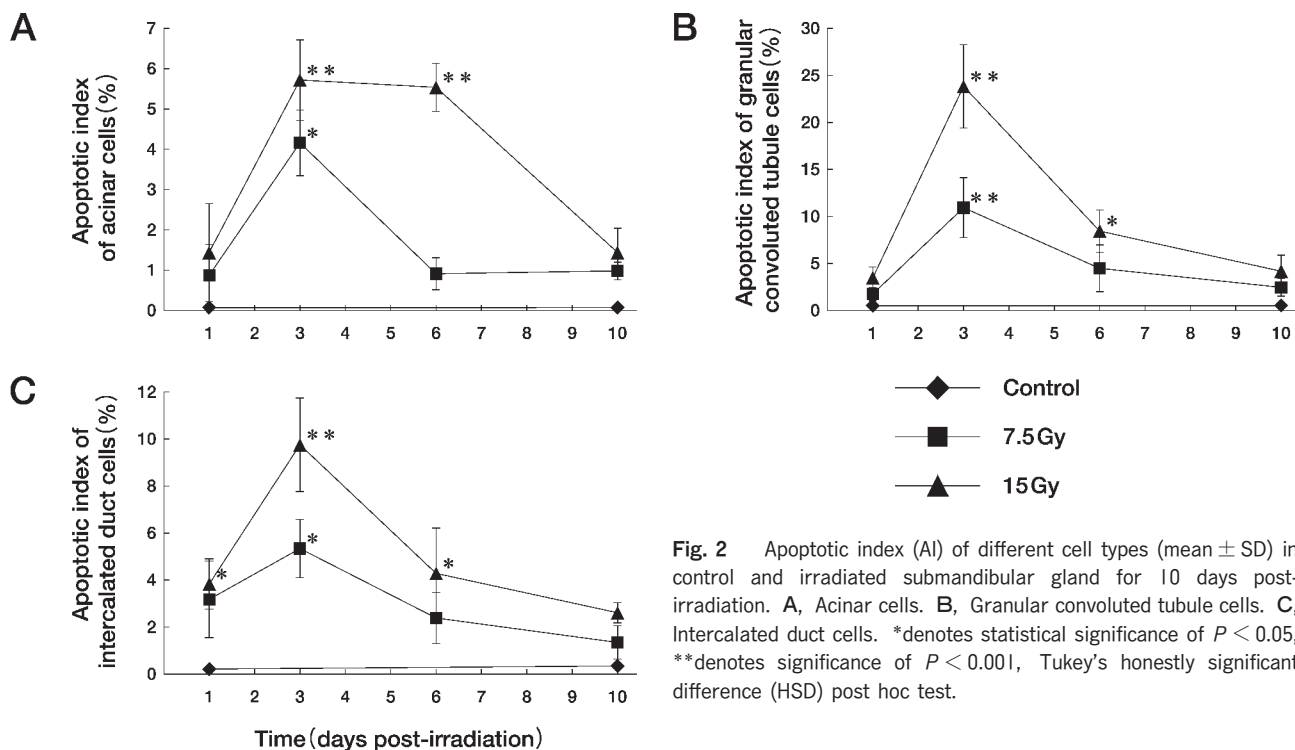 A
Apoptotic index
of acinar cells(%)
7
6
5
4
3
2
1
0
**
*
**
1 2 3 4 5 6 7 8 9 10
B
Apoptotic index of granular
convoluted tubule cells(%)
30
25
20
15
10
5
0
**
**
*
1 2 3 4 5 6 7 8 9 10
C
Apoptotic index of
intercalated duct cells(%)
12
10
8
6
4
2
0
*
**
*
*
1 2 3 4 5 6 7 8 9 10
Time(days post-irradiation)
Control
7.5Gy
15Gy
Fig. 2 Apoptotic index (AI) of different cell types (mean ± SD) in
control and irradiated submandibular gland for 10 days post-
irradiation. A, Acinar cells. B, Granular convoluted tubule cells. C,
Intercalated duct cells. *denotes statistical significance of P < 0.05,
**denotes significance of P < 0.001, Tukey's honestly significant
difference (HSD) post hoc test.